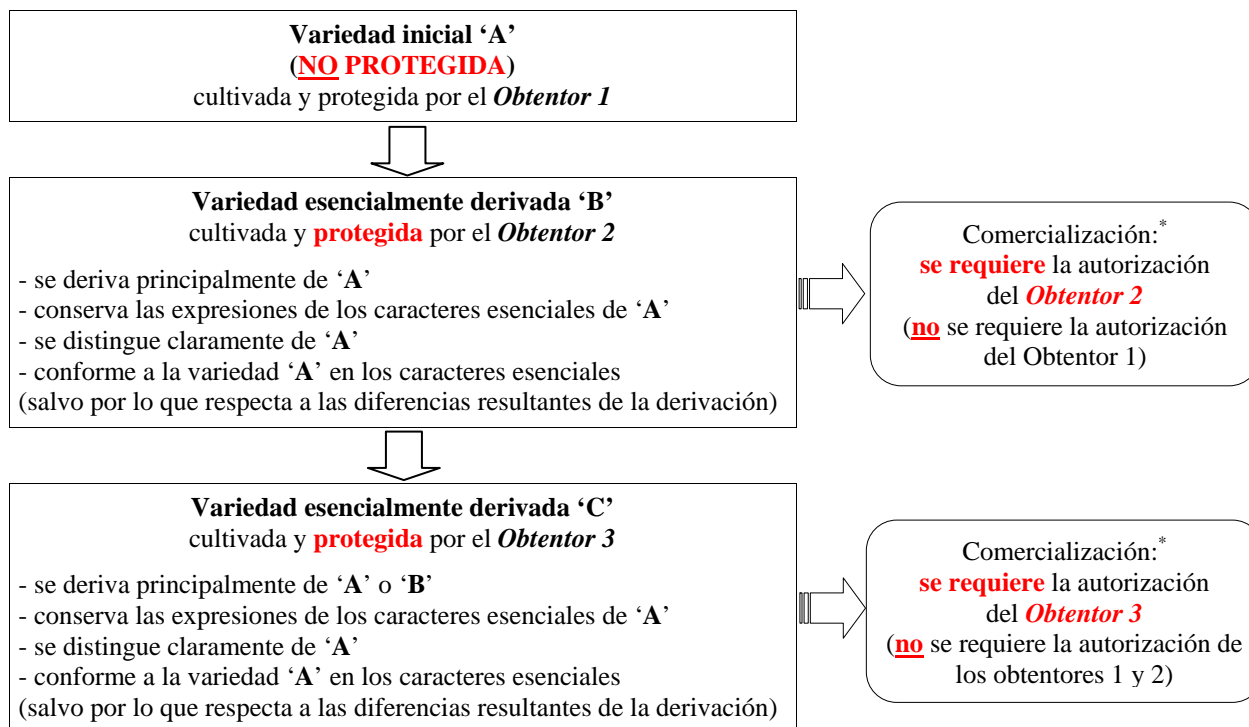 Variedad inicial ‘A’
(NO PROTEGIDA)
cultivada y protegida por el Obtentor 1
Variedad esencialmente derivada ‘B’
cultivada y protegida por el Obtentor 2
- se deriva principalmente de ‘A’
- conserva las expresiones de los caracteres esenciales de ‘A’
- se distingue claramente de ‘A’
- conforme a la variedad ‘A’ en los caracteres esenciales
(salvo por lo que respecta a las diferencias resultantes de la derivación)
Comercialización:*
se requiere la autorización
del Obtentor 2
(no se requiere la autorización
del Obtentor 1)
Variedad esencialmente derivada ‘C’
cultivada y protegida por el Obtentor 3
- se deriva principalmente de ‘A’ o ‘B’
- conserva las expresiones de los caracteres esenciales de ‘A’
- se distingue claramente de ‘A’
- conforme a la variedad ‘A’ en los caracteres esenciales
(salvo por lo que respecta a las diferencias resultantes de la derivación)
Comercialización:*
se requiere la autorización
del Obtentor 3
(no se requiere la autorización de
los obtentores 1 y 2)